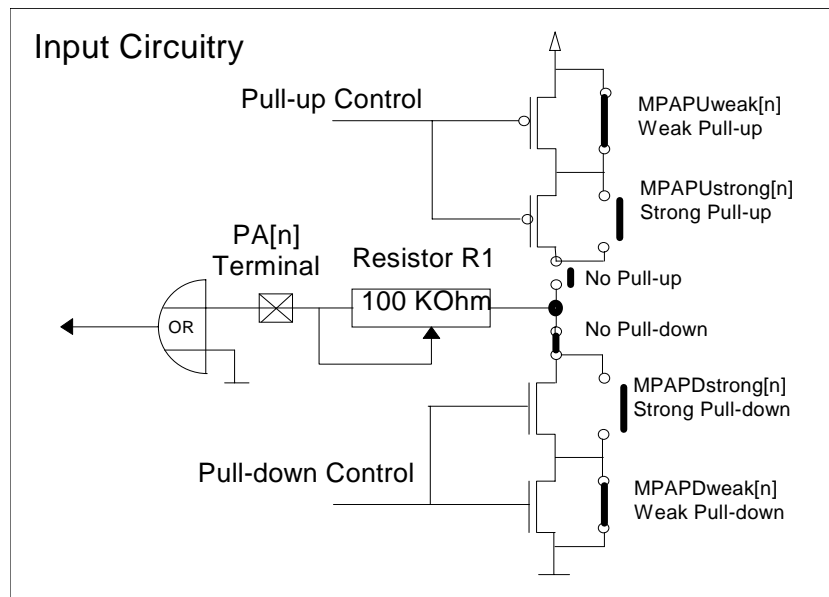 Input Circuitry
Pull-up Control
MPAPUweak[n]
Weak Pull-up
MPAPUstrong[n]
Strong Pull-up
PA[n]
Terminal
Resistor R1
No Pull-up
100 KOhm
OR
No Pull-down
MPAPDstrong[n]
Strong Pull-down
Pull-down Control
MPAPDweak[n]
Weak Pull-down